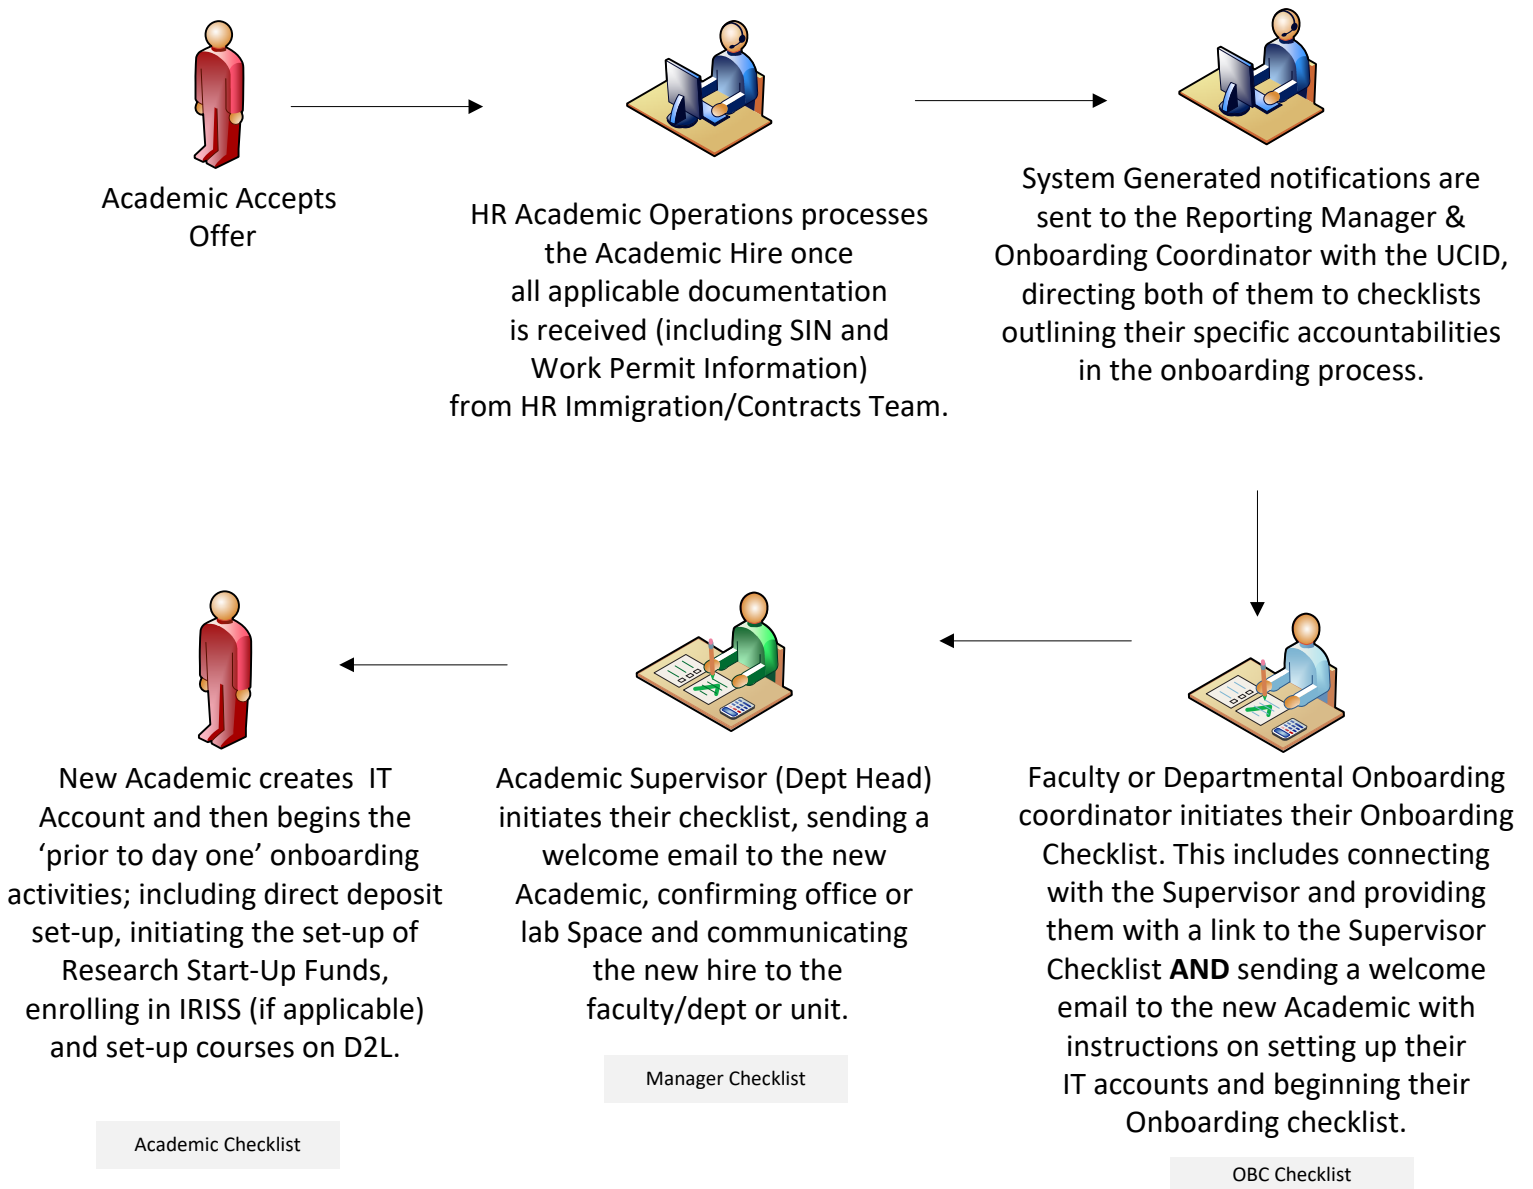 Academic Accepts
Offer
HR Academic Operations processes
the Academic Hire once
all applicable documentation
is received (including SIN and
Work Permit Information)
from HR Immigration/Contracts Team.
System Generated notifications are
sent to the Reporting Manager &
Onboarding Coordinator with the UCID,
directing both of them to checklists
outlining their specific accountabilities
in the onboarding process.
Faculty or Departmental Onboarding
coordinator initiates their Onboarding
Checklist. This includes connecting
with the Supervisor and providing
them with a link to the Supervisor
Checklist AND sending a welcome
email to the new Academic with
instructions on setting up their
IT accounts and beginning their
Onboarding checklist.
OBC Checklist
Academic Supervisor (Dept Head)
initiates their checklist, sending a
welcome email to the new
Academic, confirming office or
lab Space and communicating
the new hire to the
faculty/dept or unit.
Manager Checklist
New Academic creates  IT
Account and then begins the
‘prior to day one’ onboarding
activities; including direct deposit
set-up, initiating the set-up of
Research Start-Up Funds,
enrolling in IRISS (if applicable)
and set-up courses on D2L.
Academic Checklist